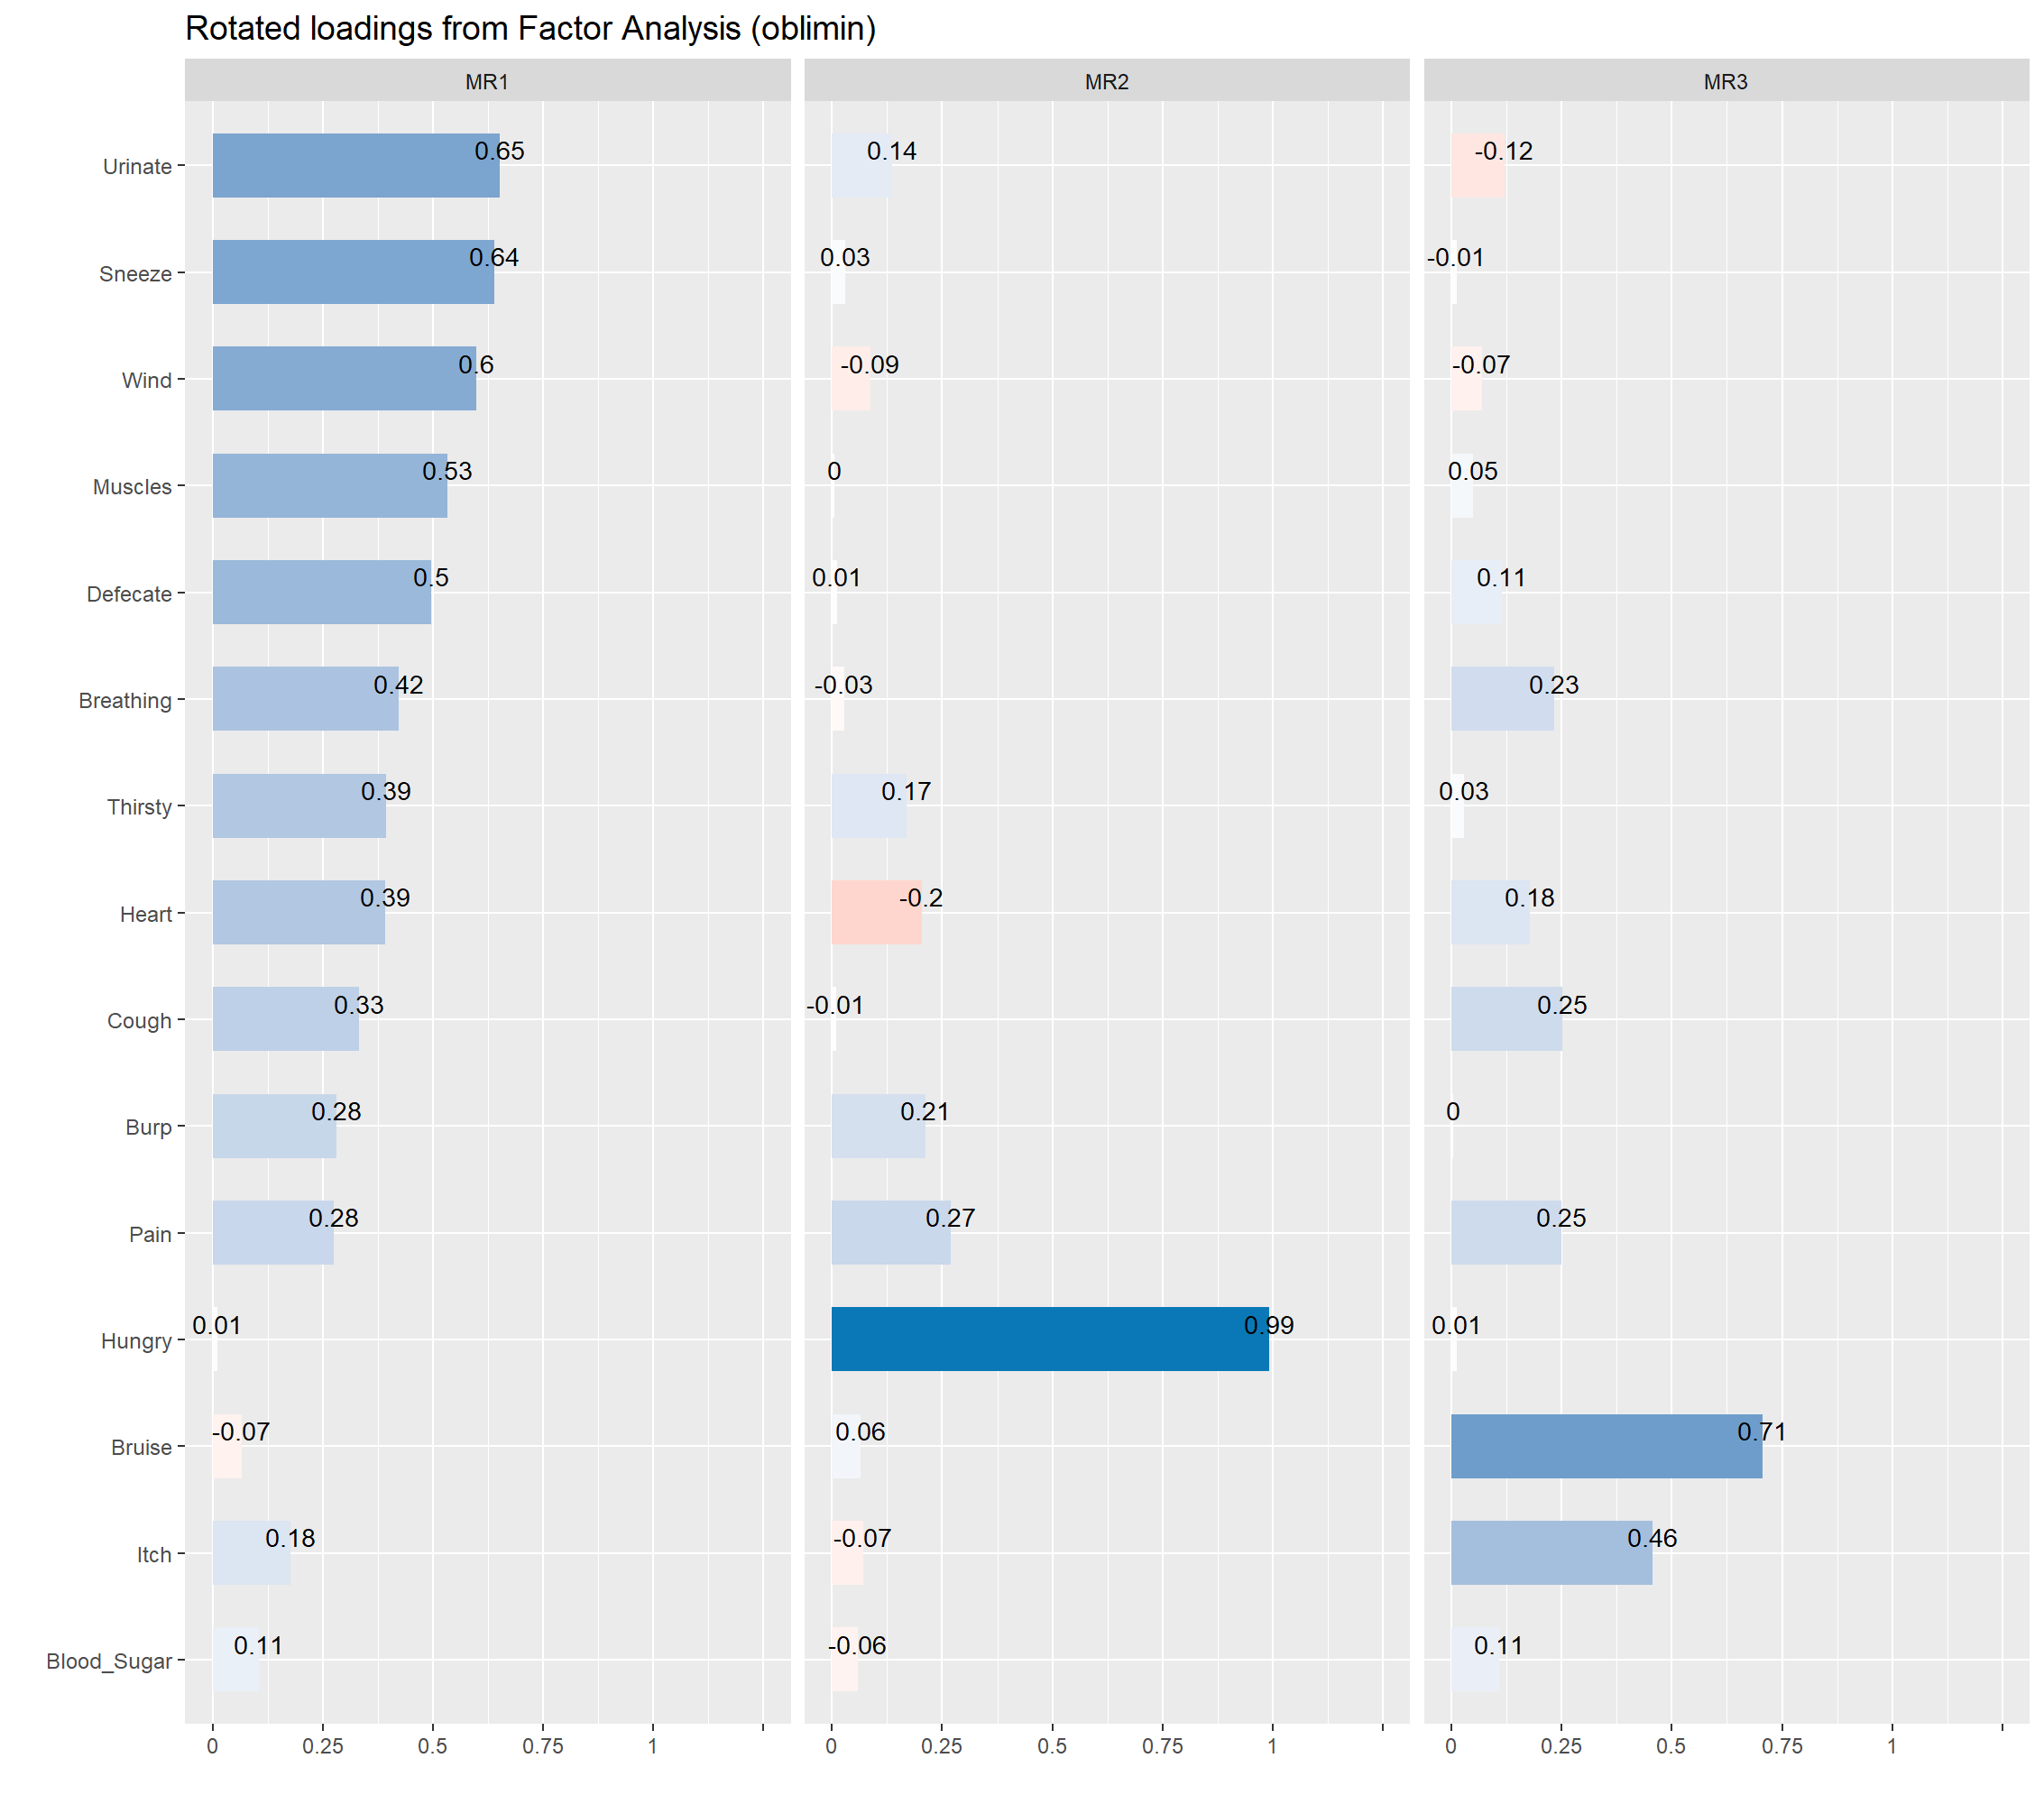 Rotated loadings from Factor Analysis (oblimin)
MR1 MR2 MR3
Urinate 0.65 0.14 -0.12
Sneeze 0.64 0.03 -0.01
Wind 0.6 -0.09 -0.07
Muscles 0.53 0 0.05
Defecate 0.5 0.01 0.11
Breathing 0.42 -0.03 0.23
Thirsty 0.39 0.17 0.03
Heart 0.39 -0.2 0.18
Cough 0.33 -0.01 0.25
Burp 0.28 0.21 0
Pain 0.28 0.27 0.25
Hungry 0.01 0.99 0.01
Bruise -0.07 0.06 0.71
Itch 0.18 -0.07 0.46
Blood_Sugar 0.11 -0.06 0.11
0 0.25 0.5 0.75 1 0 0.25 0.5 0.75 1 0 0.25 0.5 0.75 1